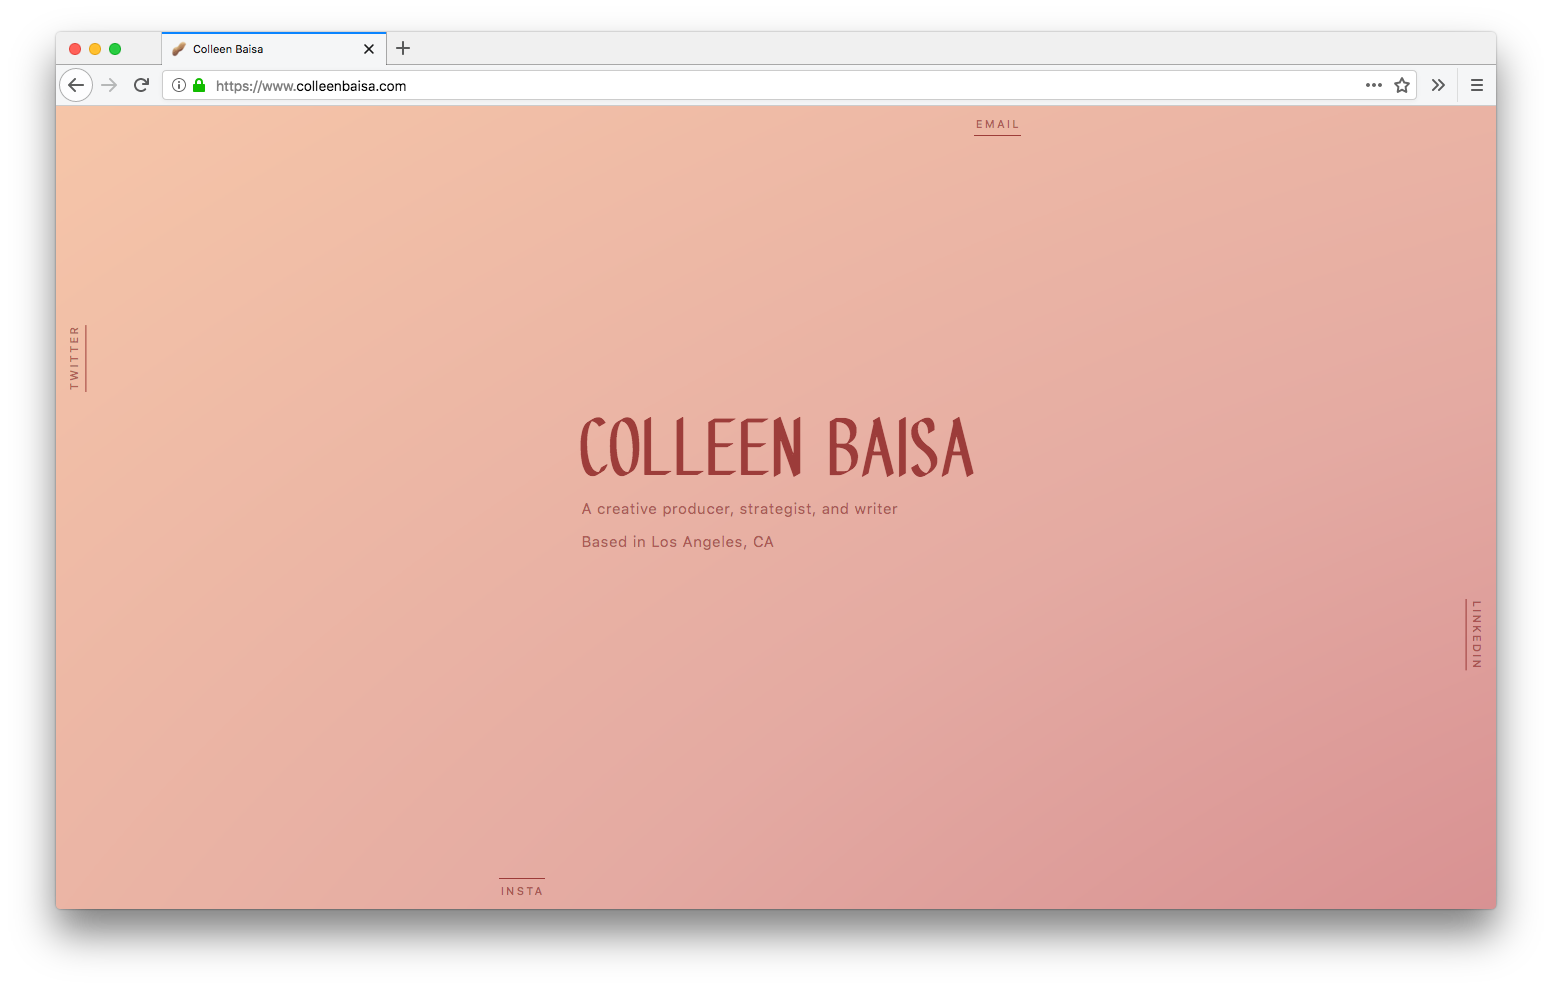 Colleen Baisa
https://www.colleenbaisa.com
EMAIL
TWITTER
COLLEEN BAISA
A creative producer, strategist, and writer
Based in Los Angeles, CA
LINKEDIN
INSTA